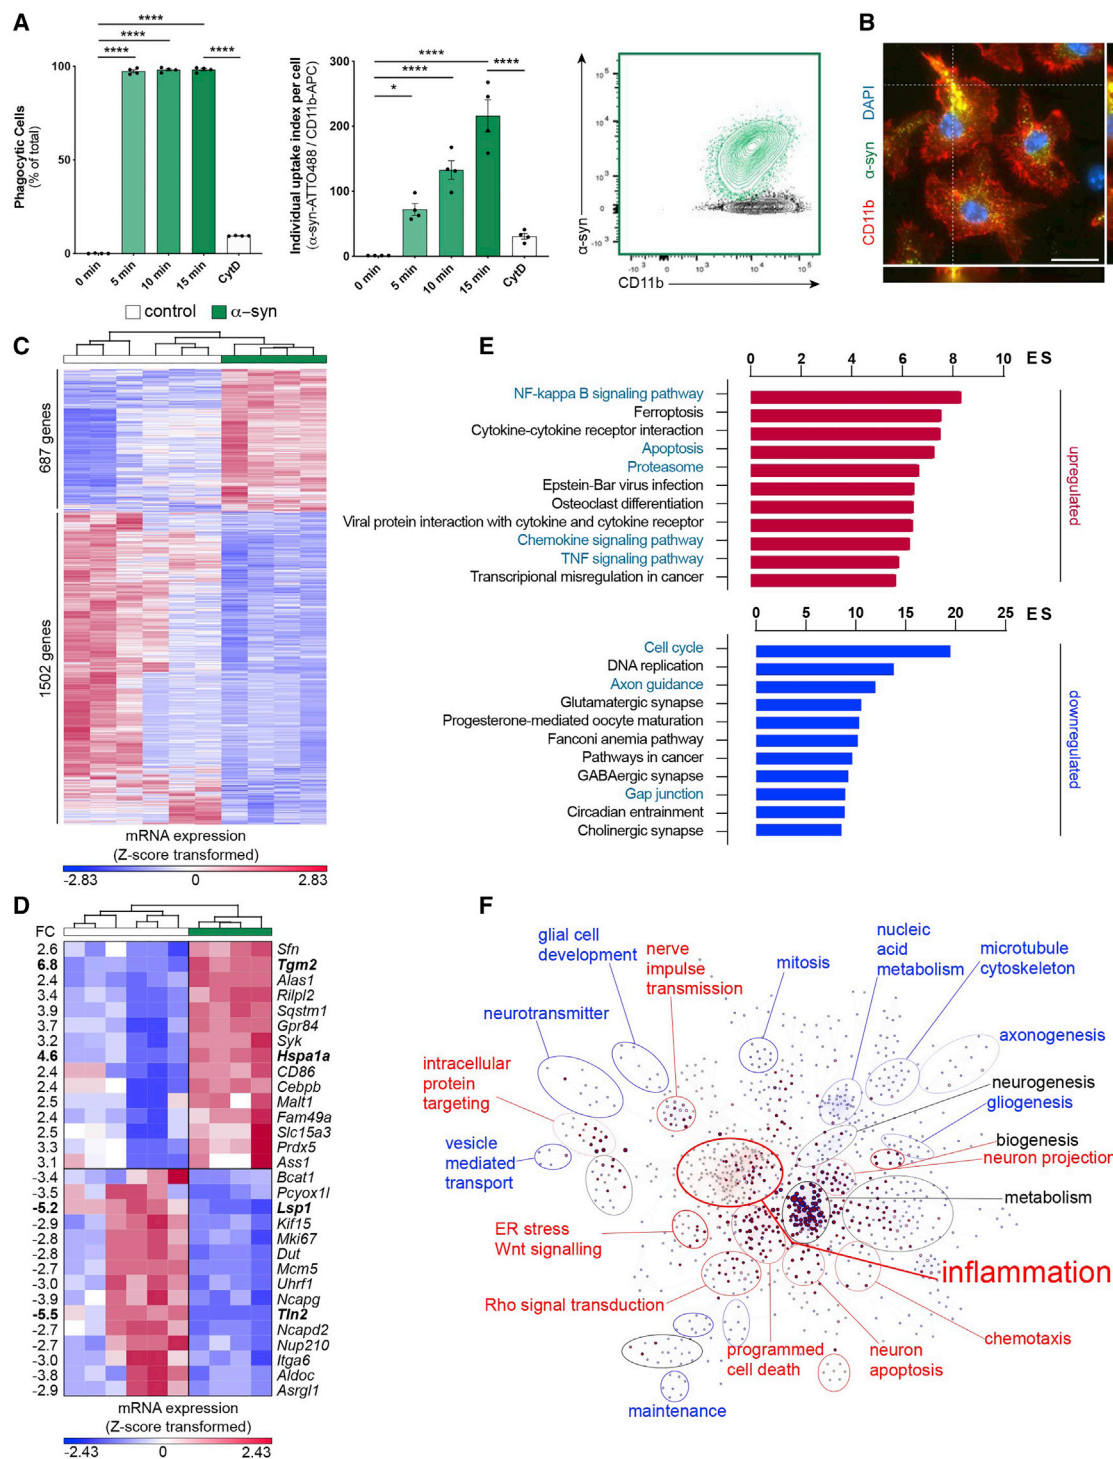 A
Phagocytic Cells
(% of total)
100
50
0
****
****
****
****
0 min
5 min
10 min
15 min
CytD
Individual uptake index per cell
(α-syn-ATTO488 / CD11b-APC)
300
200
100
0
****
****
*
****
0 min
5 min
10 min
15 min
CytD
α-syn
10⁵
10⁴
10³
0
-10³
-10³
0
10³
10⁴
10⁵
CD11b
control
α–syn
B
CD11b α-syn DAPI
C
687 genes
1502 genes
mRNA expression
(Z-score transformed)
-2.83
0
2.83
D
FC
2.6 Sfn
6.8 Tgm2
2.4 Alas1
3.4 Rilpl2
3.9 Sqstm1
3.7 Gpr84
3.2 Syk
4.6 Hspa1a
2.4 CD86
2.4 Cebpb
2.5 Malt1
2.4 Fam49a
2.5 Slc15a3
3.3 Prdx5
3.1 Ass1
-3.4 Bcat1
-3.5 Pcyox1l
-5.2 Lsp1
-2.9 Kif15
-2.8 Mki67
-2.8 Dut
-2.7 Mcm5
-3.0 Uhrf1
-3.9 Ncapg
-5.5 Tln2
-2.7 Ncapd2
-2.7 Nup210
-3.0 Itga6
-3.8 Aldoc
-2.9 Asrgl1
mRNA expression
(Z-score transformed)
-2.43
0
2.43
E
0 2 4 6 8 10 E S
NF-kappa B signaling pathway
Ferroptosis
Cytokine-cytokine receptor interaction
Apoptosis
Proteasome
Epstein-Bar virus infection
Osteoclast differentiation
Viral protein interaction with cytokine and cytokine receptor
Chemokine signaling pathway
TNF signaling pathway
Transcripional misregulation in cancer
upregulated
0 5 10 15 20 25 E S
Cell cycle
DNA replication
Axon guidance
Glutamatergic synapse
Progesterone-mediated oocyte maturation
Fanconi anemia pathway
Pathways in cancer
GABAergic synapse
Gap junction
Circadian entrainment
Cholinergic synapse
downregulated
F
glial cell
development
nerve
impulse
transmission
mitosis
nucleic
acid
metabolism
microtubule
cytoskeleton
neurotransmitter
axonogenesis
intracellular
protein
targeting
neurogenesis
gliogenesis
vesicle
mediated
transport
biogenesis
neuron projection
metabolism
ER stress
Wnt signalling
inflammation
Rho signal transduction
programmed
cell death
neuron
apoptosis
chemotaxis
maintenance